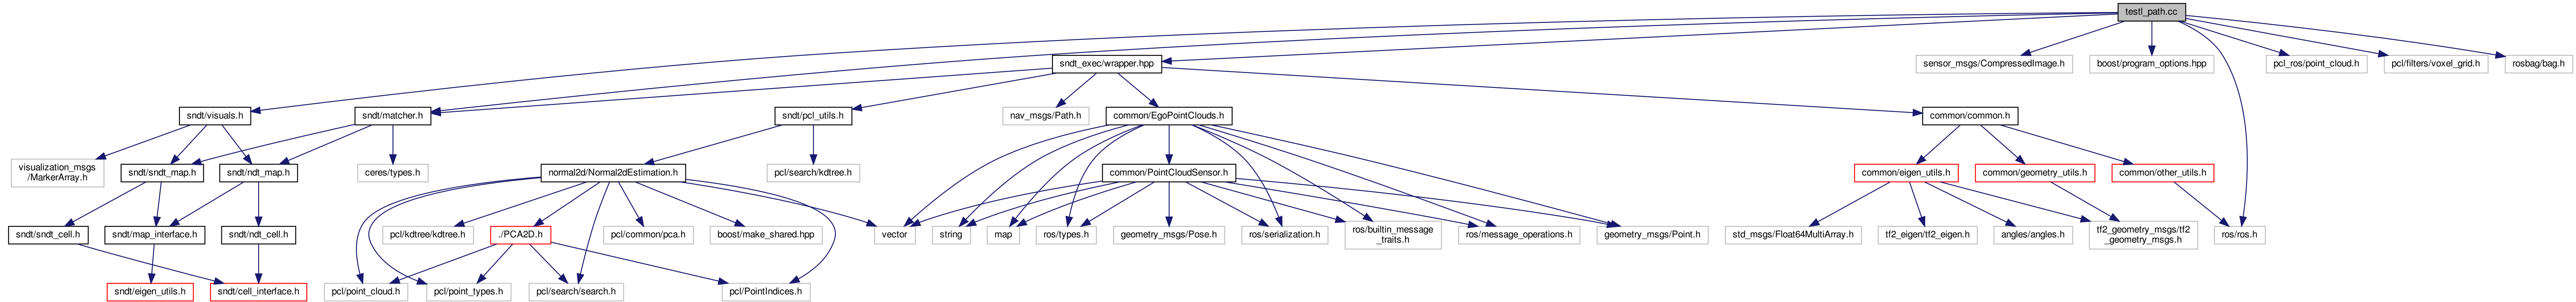 testl_path.cc
sndt_exec/wrapper.hpp
sensor_msgs/CompressedImage.h
boost/program_options.hpp
pcl_ros/point_cloud.h
pcl/filters/voxel_grid.h
rosbag/bag.h
sndt/visuals.h
sndt/matcher.h
sndt/pcl_utils.h
nav_msgs/Path.h
common/EgoPointClouds.h
common/common.h
visualization_msgs
/MarkerArray.h
sndt/sndt_map.h
sndt/ndt_map.h
ceres/types.h
normal2d/Normal2dEstimation.h
pcl/search/kdtree.h
common/PointCloudSensor.h
common/eigen_utils.h
common/geometry_utils.h
common/other_utils.h
sndt/sndt_cell.h
sndt/map_interface.h
sndt/ndt_cell.h
pcl/kdtree/kdtree.h
./PCA2D.h
pcl/common/pca.h
boost/make_shared.hpp
vector
string
map
ros/types.h
geometry_msgs/Pose.h
ros/serialization.h
ros/builtin_message
_traits.h
ros/message_operations.h
geometry_msgs/Point.h
std_msgs/Float64MultiArray.h
tf2_eigen/tf2_eigen.h
angles/angles.h
tf2_geometry_msgs/tf2
_geometry_msgs.h
ros/ros.h
sndt/eigen_utils.h
sndt/cell_interface.h
pcl/point_cloud.h
pcl/point_types.h
pcl/search/search.h
pcl/PointIndices.h